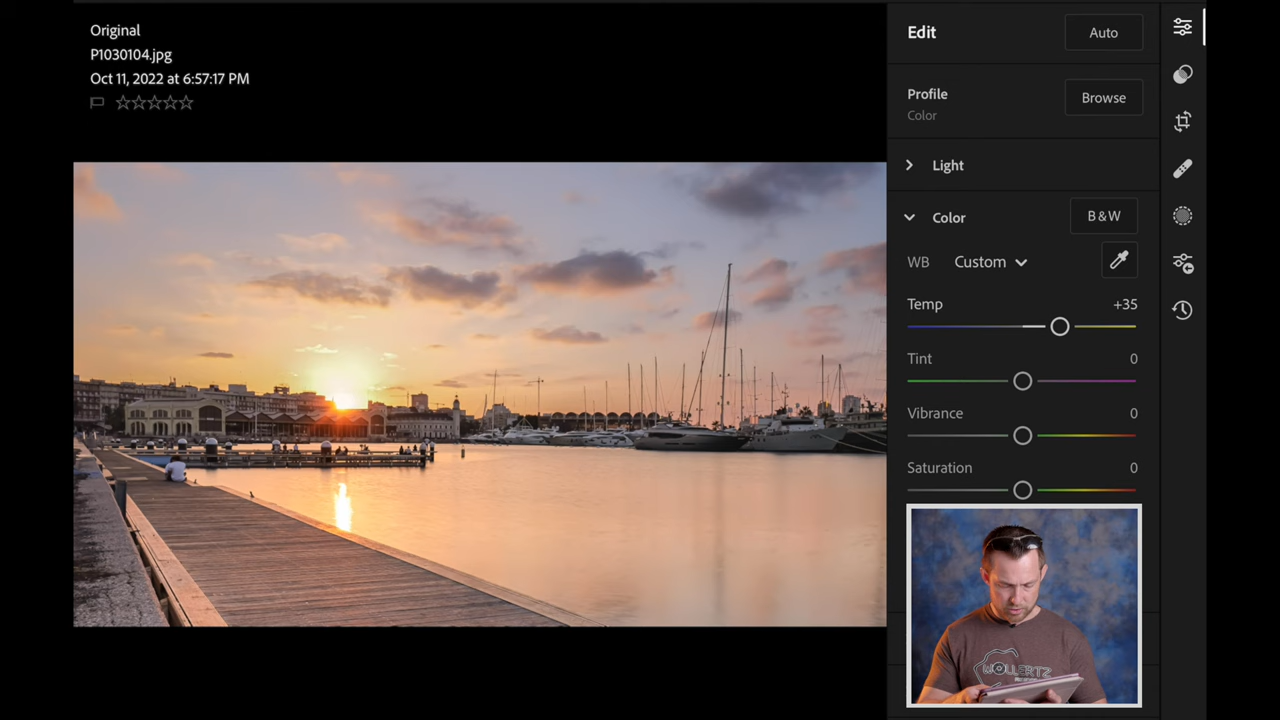 Original
P1030104.jpg
Oct 11, 2022 at 6:57:17 PM
Edit
Auto
Profile
Color
Browse
Light
Color
B&W
WB
Custom
Temp
+35
Tint
0
Vibrance
0
Saturation
0
WOLLERTZ